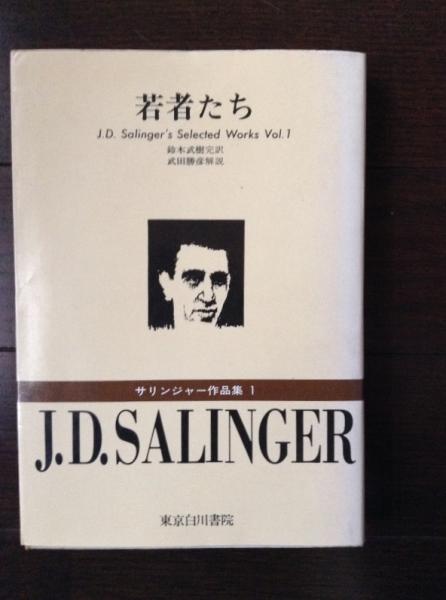 若者たち
J.D. Salinger's Selected Works Vol.1
鈴木武樹完訳
武田勝彦解説
サリンジャー作品集 1
J.D.SALINGER
東京白川書院